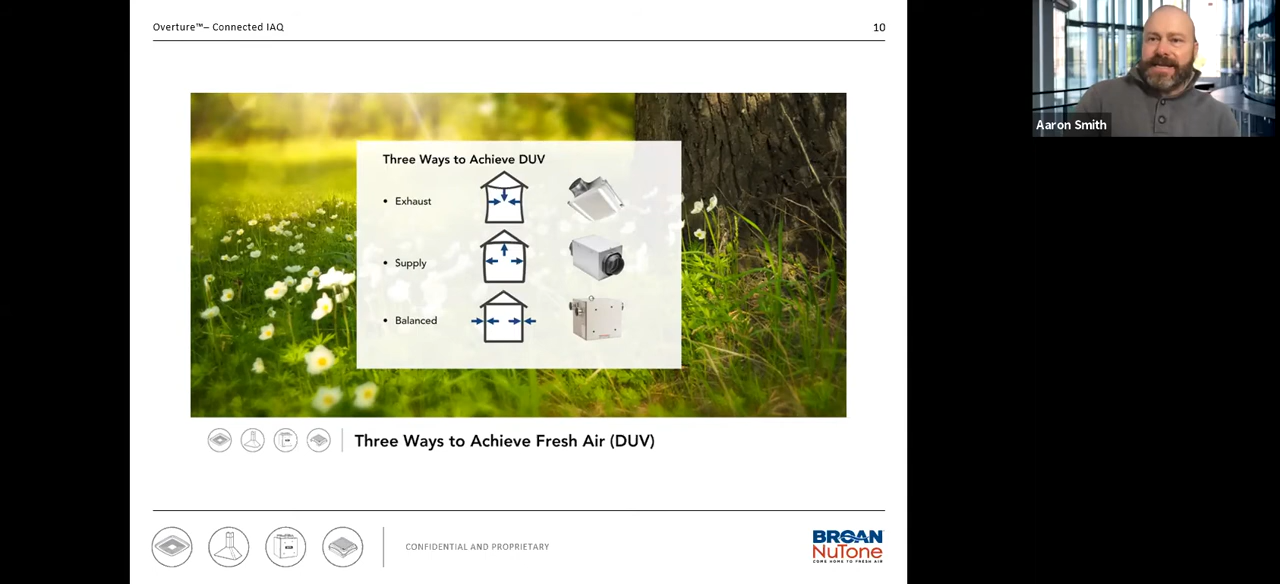 Overture™– Connected IAQ
10
Aaron Smith
Three Ways to Achieve DUV
• Exhaust
• Supply
• Balanced
Three Ways to Achieve Fresh Air (DUV)
CONFIDENTIAL AND PROPRIETARY
BROAN
NuTone
COME HOME TO FRESH AIR